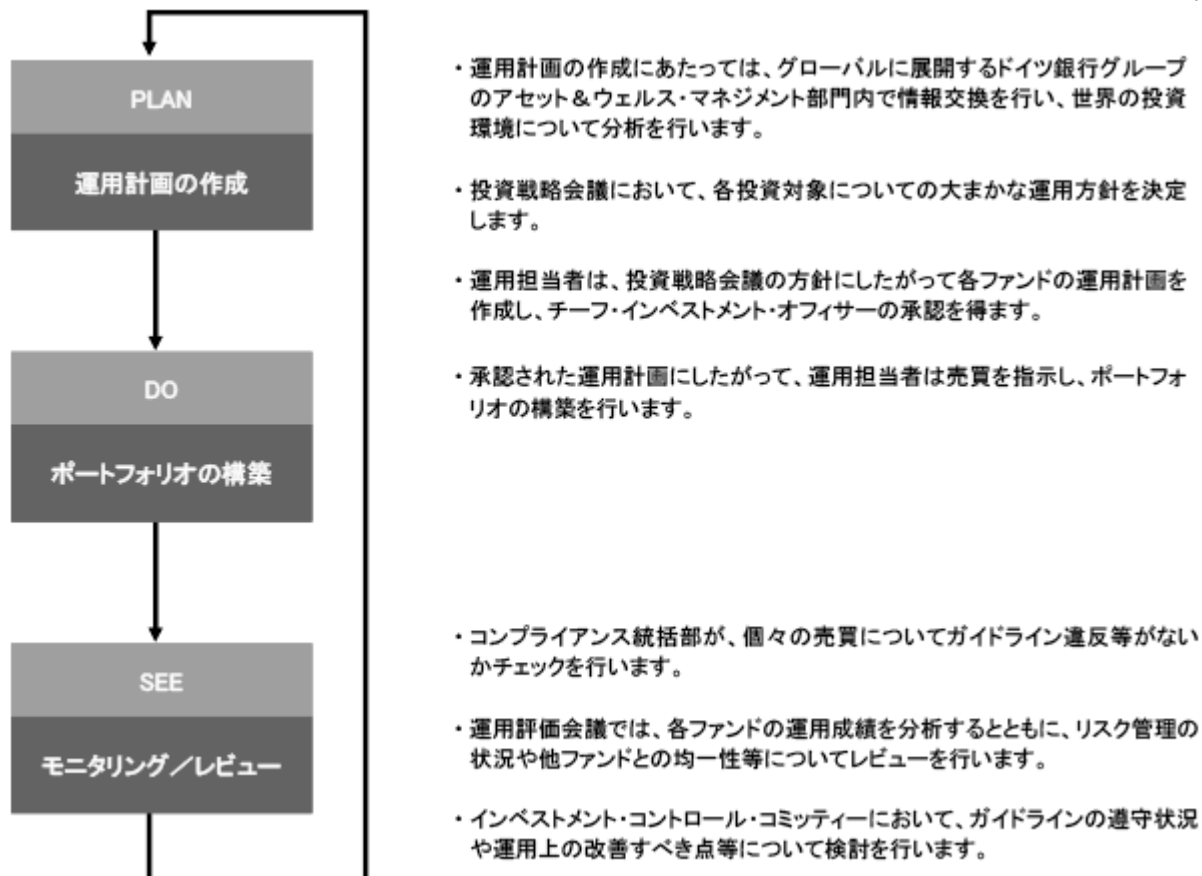 PLAN
運用計画の作成
・運用計画の作成にあたっては、グローバルに展開するドイツ銀行グループ
のアセット&ウェルス・マネジメント部門内で情報交換を行い、世界の投資
環境について分析を行います。
・投資戦略会議において、各投資対象についての大まかな運用方針を決定
します。
・運用担当者は、投資戦略会議の方針にしたがって各ファンドの運用計画を
作成し、チーフ・インベストメント・オフィサーの承認を得ます。
DO
ポートフォリオの構築
・承認された運用計画にしたがって、運用担当者は売買を指示し、ポートフォ
リオの構築を行います。
SEE
モニタリング/レビュー
・コンプライアンス統括部が、個々の売買についてガイドライン違反等がない
かチェックを行います。
・運用評価会議では、各ファンドの運用成績を分析するとともに、リスク管理の
状況や他ファンドとの均一性等についてレビューを行います。
・インベストメント・コントロール・コミッティーにおいて、ガイドラインの遵守状況
や運用上の改善すべき点等について検討を行います。